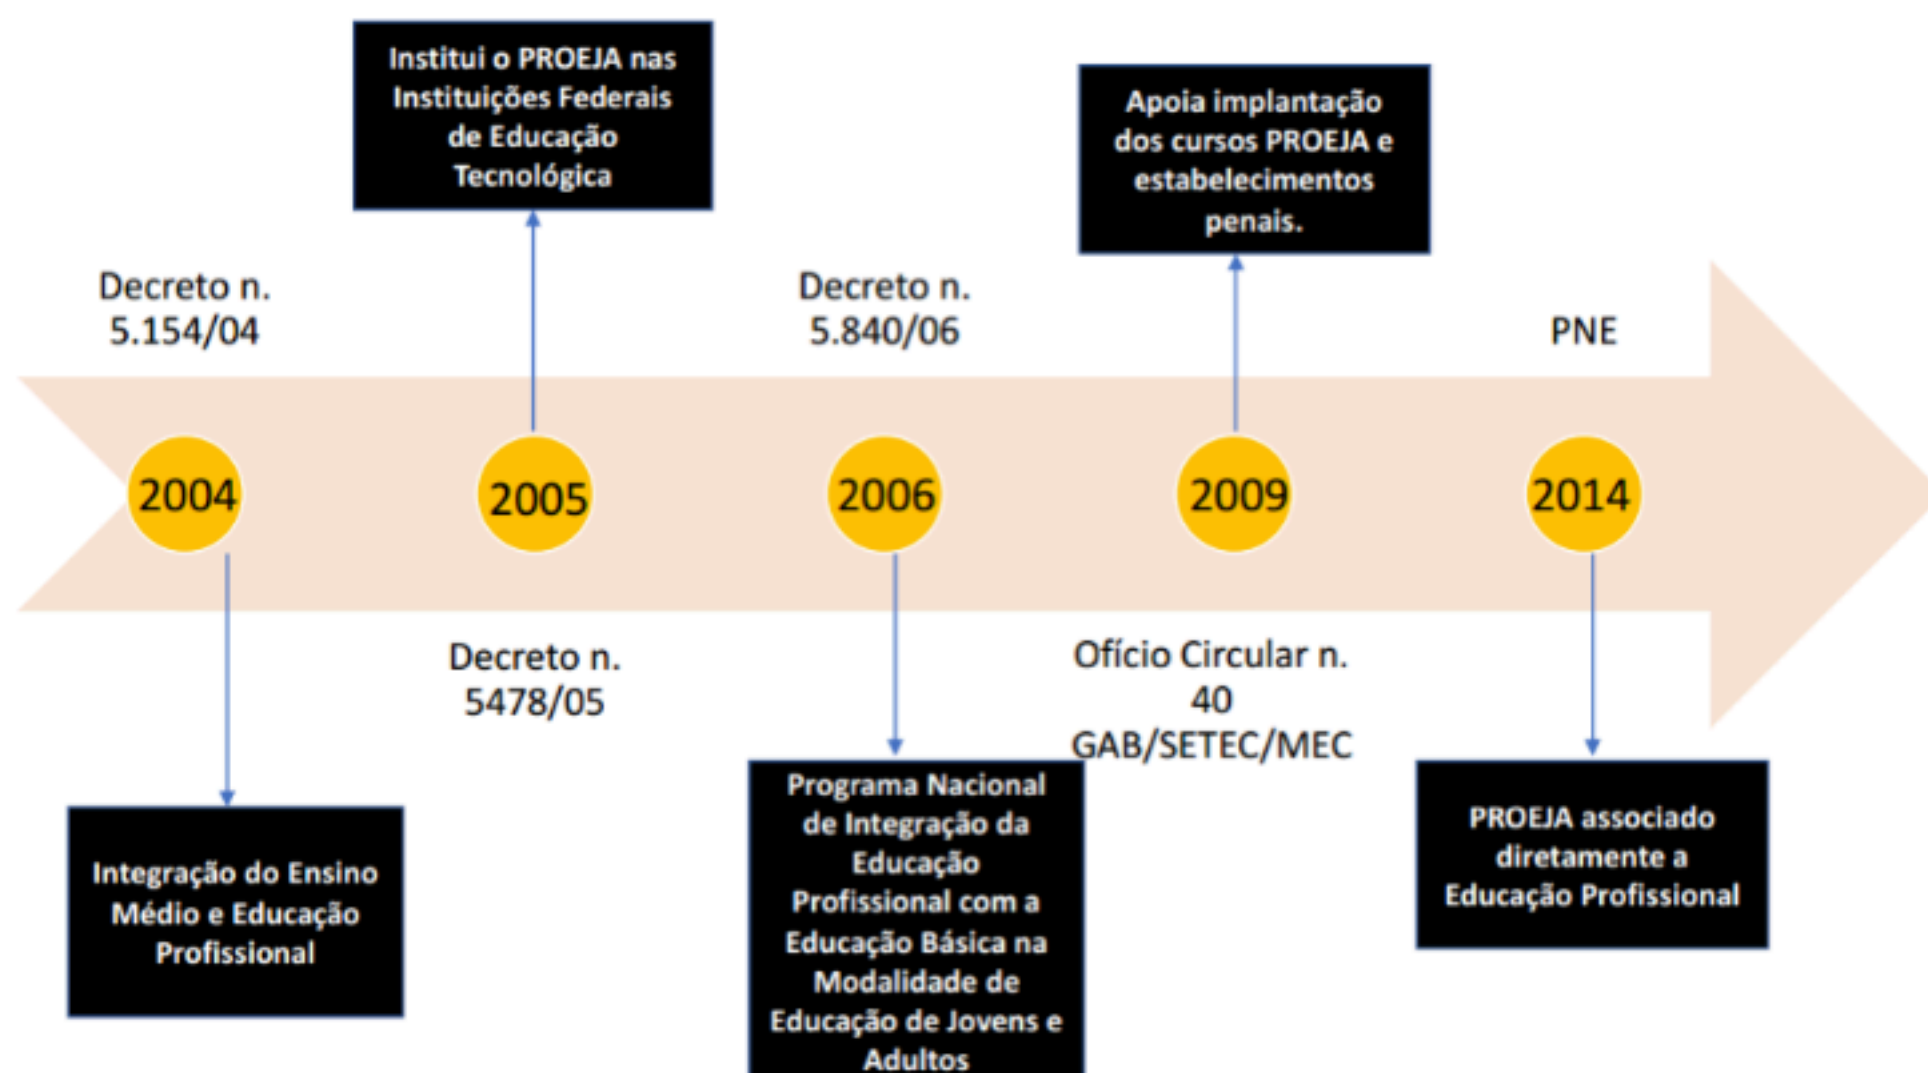 Institui o PROEJA nas
Instituições Federais
de Educação
Tecnológica
Apoia implantação
dos cursos PROEJA e
estabelecimentos
penais.
Decreto n.
5.154/04
Decreto n.
5.840/06
PNE
2004
2005
2006
2009
2014
Decreto n.
5478/05
Ofício Circular n.
40
GAB/SETEC/MEC
Integração do Ensino
Médio e Educação
Profissional
Programa Nacional
de Integração da
Educação
Profissional com a
Educação Básica na
Modalidade de
Educação de Jovens e
Adultos
PROEJA associado
diretamente a
Educação Profissional